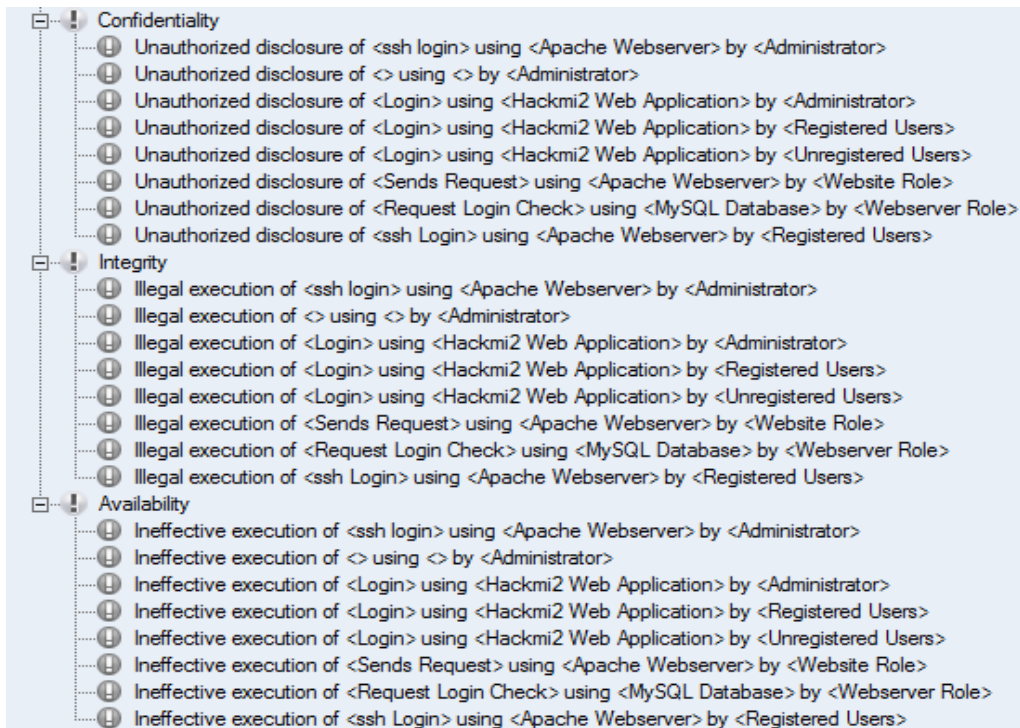 Confidentiality
Unauthorized disclosure of <ssh login> using <Apache Webserver> by <Administrator>
Unauthorized disclosure of <> using <> by <Administrator>
Unauthorized disclosure of <Login> using <Hackmi2 Web Application> by <Administrator>
Unauthorized disclosure of <Login> using <Hackmi2 Web Application> by <Registered Users>
Unauthorized disclosure of <Login> using <Hackmi2 Web Application> by <Unregistered Users>
Unauthorized disclosure of <Sends Request> using <Apache Webserver> by <Website Role>
Unauthorized disclosure of <Request Login Check> using <MySQL Database> by <Webserver Role>
Unauthorized disclosure of <ssh Login> using <Apache Webserver> by <Registered Users>
Integrity
Illegal execution of <ssh login> using <Apache Webserver> by <Administrator>
Illegal execution of <> using <> by <Administrator>
Illegal execution of <Login> using <Hackmi2 Web Application> by <Administrator>
Illegal execution of <Login> using <Hackmi2 Web Application> by <Registered Users>
Illegal execution of <Login> using <Hackmi2 Web Application> by <Unregistered Users>
Illegal execution of <Sends Request> using <Apache Webserver> by <Website Role>
Illegal execution of <Request Login Check> using <MySQL Database> by <Webserver Role>
Illegal execution of <ssh Login> using <Apache Webserver> by <Registered Users>
Availability
Ineffective execution of <ssh login> using <Apache Webserver> by <Administrator>
Ineffective execution of <> using <> by <Administrator>
Ineffective execution of <Login> using <Hackmi2 Web Application> by <Administrator>
Ineffective execution of <Login> using <Hackmi2 Web Application> by <Registered Users>
Ineffective execution of <Login> using <Hackmi2 Web Application> by <Unregistered Users>
Ineffective execution of <Sends Request> using <Apache Webserver> by <Website Role>
Ineffective execution of <Request Login Check> using <MySQL Database> by <Webserver Role>
Ineffective execution of <ssh Login> using <Apache Webserver> by <Registered Users>